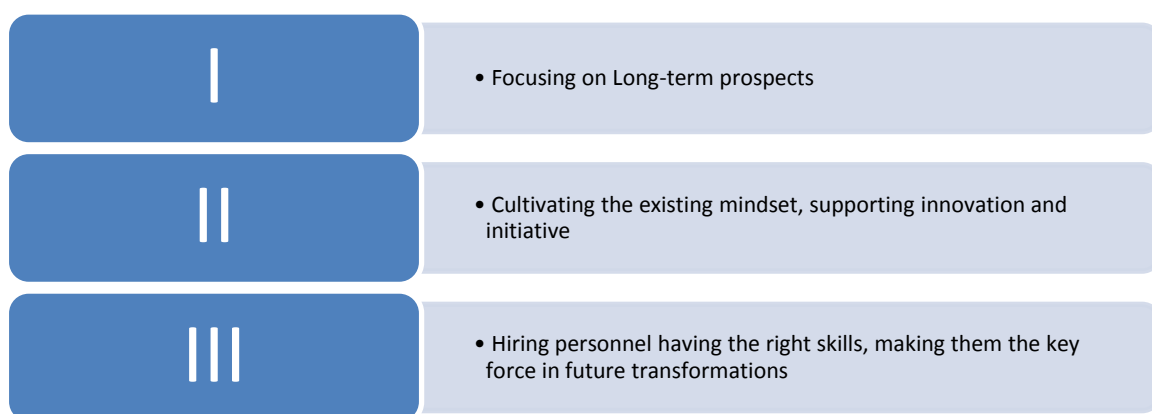 I
• Focusing on Long-term prospects
II
• Cultivating the existing mindset, supporting innovation and
initiative
III
• Hiring personnel having the right skills, making them the key
force in future transformations